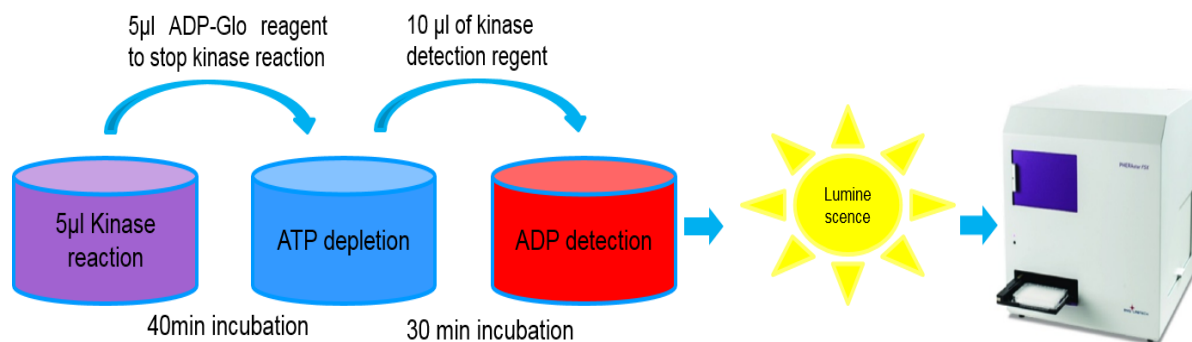 5µl ADP-Glo reagent
to stop kinase reaction
10 µl of kinase
detection regent
5µl Kinase
reaction
ATP depletion
ADP detection
Lumine
scence
40min incubation
30 min incubation